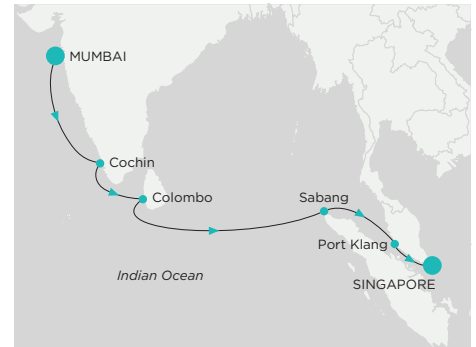 MUMBAI
Cochin
Colombo
Sabang
Port Klang
Indian Ocean
SINGAPORE